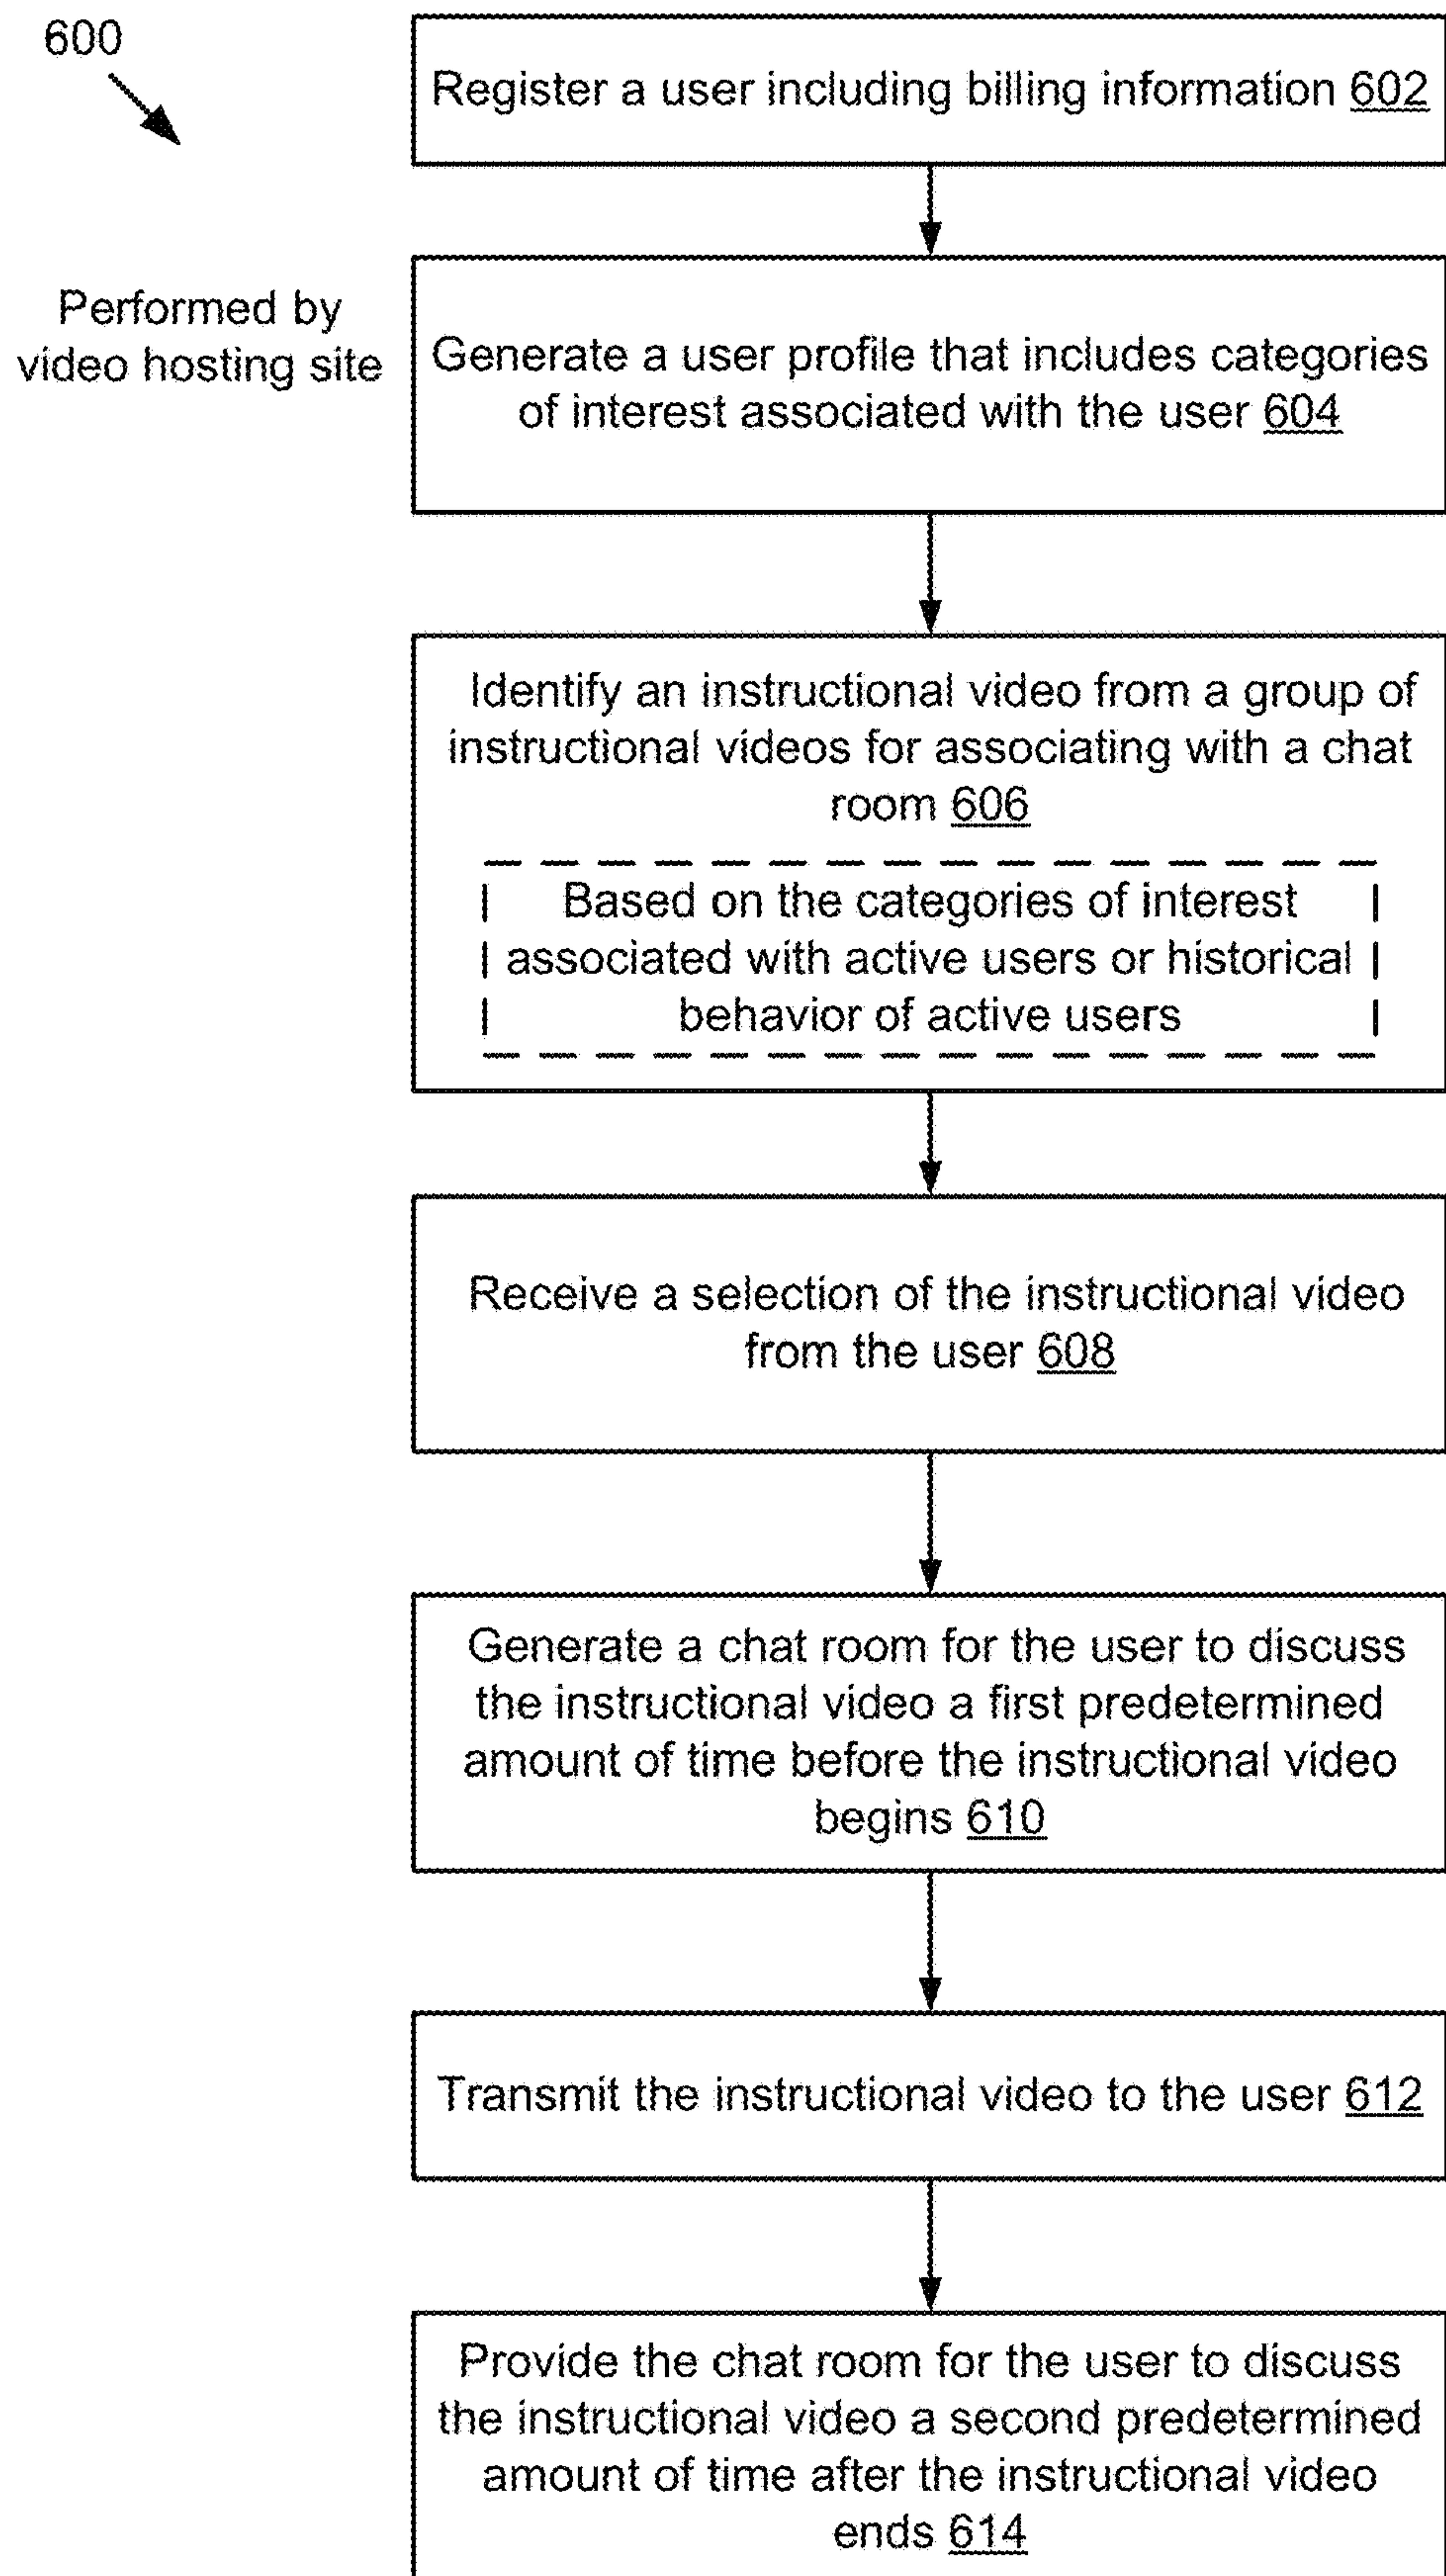 600
Register a user including billing information 602
Performed by
video hosting site
Generate a user profile that includes categories
of interest associated with the user 604
Identify an instructional video from a group of
instructional videos for associating with a chat
room 606
Based on the categories of interest
associated with active users or historical
behavior of active users
Receive a selection of the instructional video
from the user 608
Generate a chat room for the user to discuss
the instructional video a first predetermined
amount of time before the instructional video
begins 610
Transmit the instructional video to the user 612
Provide the chat room for the user to discuss
the instructional video a second predetermined
amount of time after the instructional video
ends 614